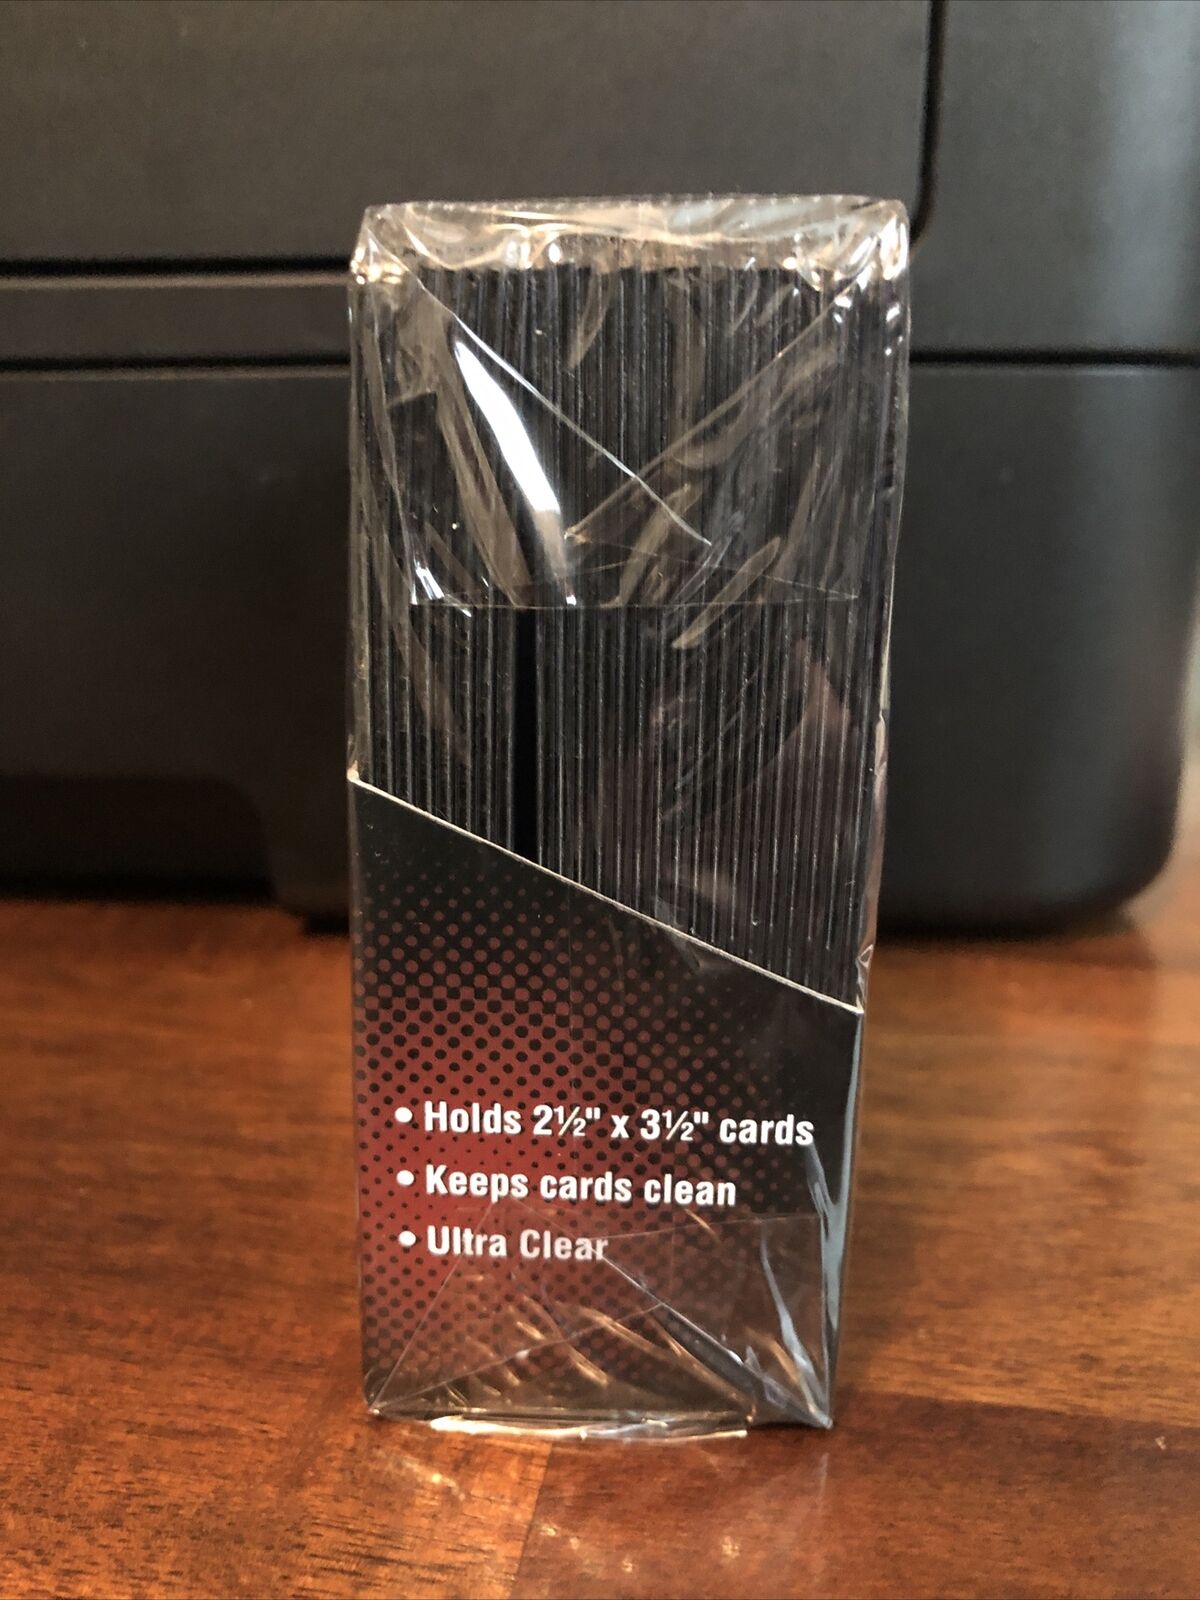 • Holds 2½" x 3½" cards
• Keeps cards clean
• Ultra Clear